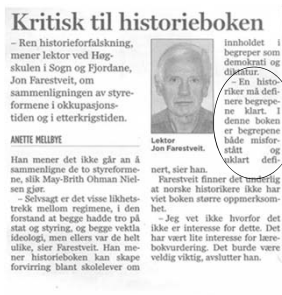 Kritisk til historieboken
– Ren historieforfalskning,
mener lektor ved Høg-
skulen i Sogn og Fjordane,
Jon Farestveit, om
sammenligningen av styre-
formene i okkupasjons-
tiden og i etterkrigstiden.
ANETTE MELLBYE
Han mener det ikke går an å
sammenligne de to styreforme-
ne, slik May-Brith Ohman Niel-
sen gjør.
– Selvsagt er det visse likhets-
trekk mellom regimene, i den
forstand at begge hadde tro på
stat og styring, og begge vektla
ideologi, men ellers var de helt
ulike, sier Farestveit. Han me-
ner historieboken kan skape
forvirring blant skoleelever om
Lektor
Jon Farestveit.
innholdet i
begreper som
demokrati og
diktatur.
– En histo-
riker må defi-
nere begrepe-
ne klart. I
denne boken
er begrepene
både misfor-
stått og
uklart defi-
nert, sier han.
Farestveit finner det underlig
at norske historikere ikke har
viet boken større oppmerksom-
het.
– Jeg vet ikke hvorfor det
ikke er interesse for dette. Det
har vært lite interesse for lære-
bokvurdering. Det burde være
veldig viktig, avslutter han.